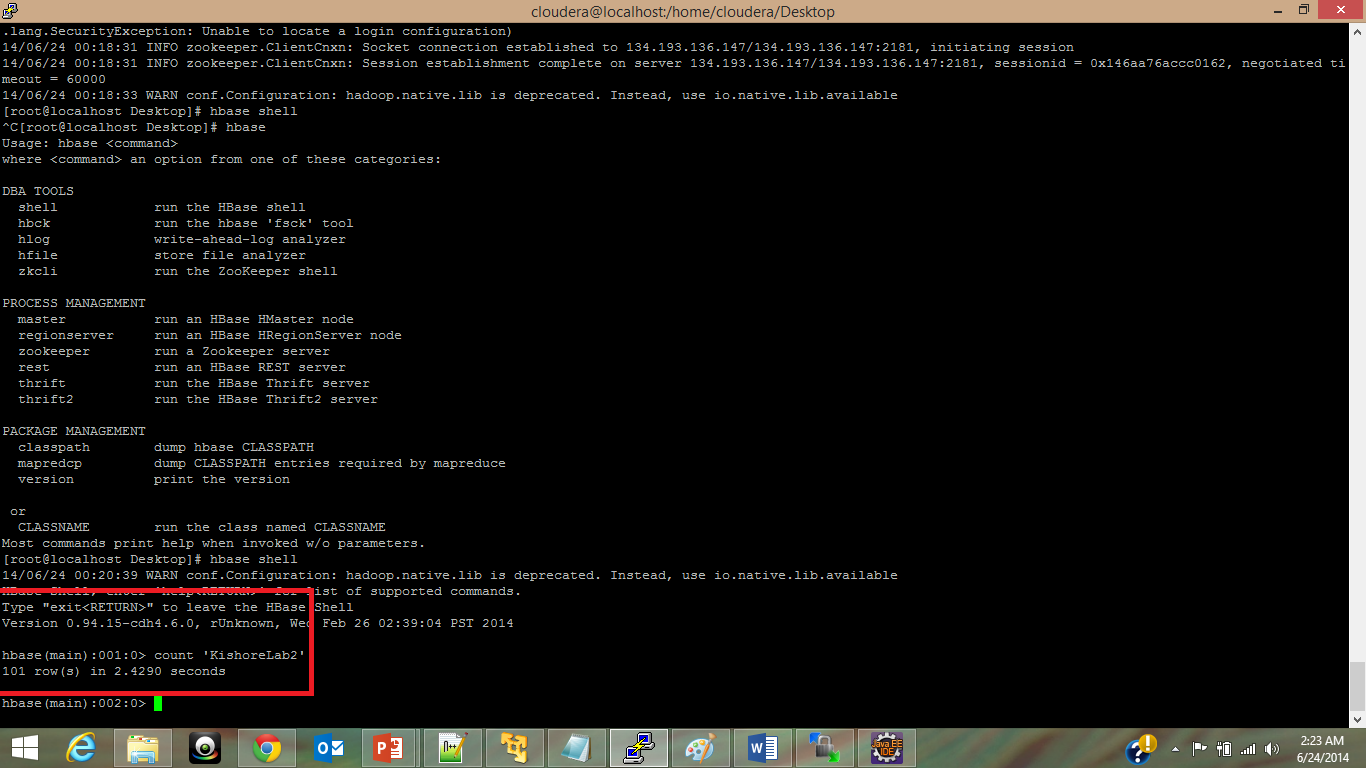 cloudera@localhost:/home/cloudera/Desktop
.lang.SecurityException: Unable to locate a login configuration)
14/06/24 00:18:31 INFO zookeeper.ClientCnxn: Socket connection established to 134.193.136.147/134.193.136.147:2181, initiating session
14/06/24 00:18:31 INFO zookeeper.ClientCnxn: Session establishment complete on server 134.193.136.147/134.193.136.147:2181, sessionid = 0x146aa76accc0162, negotiated ti
meout = 60000
14/06/24 00:18:33 WARN conf.Configuration: hadoop.native.lib is deprecated. Instead, use io.native.lib.available
[root@localhost Desktop]# hbase shell
^C[root@localhost Desktop]# hbase
Usage: hbase <command>
where <command> an option from one of these categories:
DBA TOOLS
shell run the HBase shell
hbck run the hbase 'fsck' tool
hlog write-ahead-log analyzer
hfile store file analyzer
zkcli run the ZooKeeper shell
PROCESS MANAGEMENT
master run an HBase HMaster node
regionserver run an HBase HRegionServer node
zookeeper run a Zookeeper server
rest run an HBase REST server
thrift run the HBase Thrift server
thrift2 run the HBase Thrift2 server
PACKAGE MANAGEMENT
classpath dump hbase CLASSPATH
mapredcp dump CLASSPATH entries required by mapreduce
version print the version
or
CLASSNAME run the class named CLASSNAME
Most commands print help when invoked w/o parameters.
[root@localhost Desktop]# hbase shell
14/06/24 00:20:39 WARN conf.Configuration: hadoop.native.lib is deprecated. Instead, use io.native.lib.available
HBase Shell; enter 'help<RETURN>' for list of supported commands.
Type "exit<RETURN>" to leave the HBase Shell
Version 0.94.15-cdh4.6.0, rUnknown, Wed Feb 26 02:39:04 PST 2014
hbase(main):001:0> count 'KishoreLab2'
101 row(s) in 2.4290 seconds
hbase(main):002:0>
2:23 AM
6/24/2014